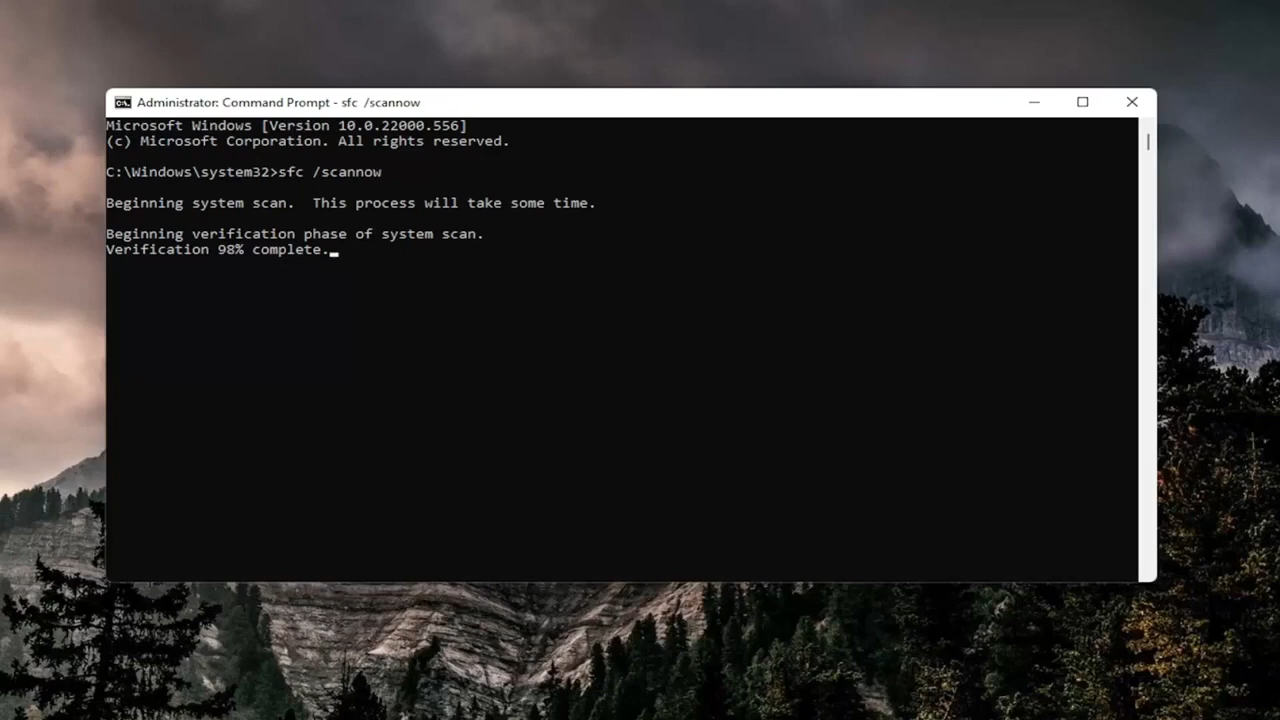 Administrator: Command Prompt - sfc  /scannow
Microsoft Windows [Version 10.0.22000.556]
(c) Microsoft Corporation. All rights reserved.
C:\Windows\system32>sfc /scannow
Beginning system scan.  This process will take some time.
Beginning verification phase of system scan.
Verification 98% complete.